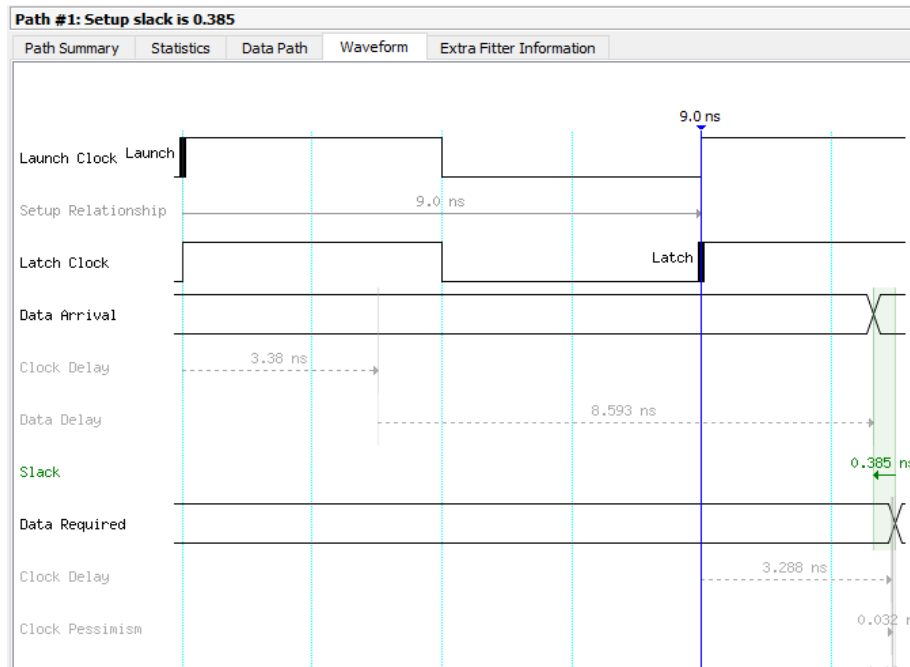 Path #1: Setup slack is 0.385
Path Summary Statistics Data Path Waveform Extra Fitter Information
9.0 ns
Launch Clock Launch
Setup Relationship 9.0 ns
Latch Clock Latch
Data Arrival
Clock Delay 3.38 ns
Data Delay 8.593 ns
Slack 0.385 ns
Data Required
Clock Delay 3.288 ns
Clock Pessimism 0.032 n